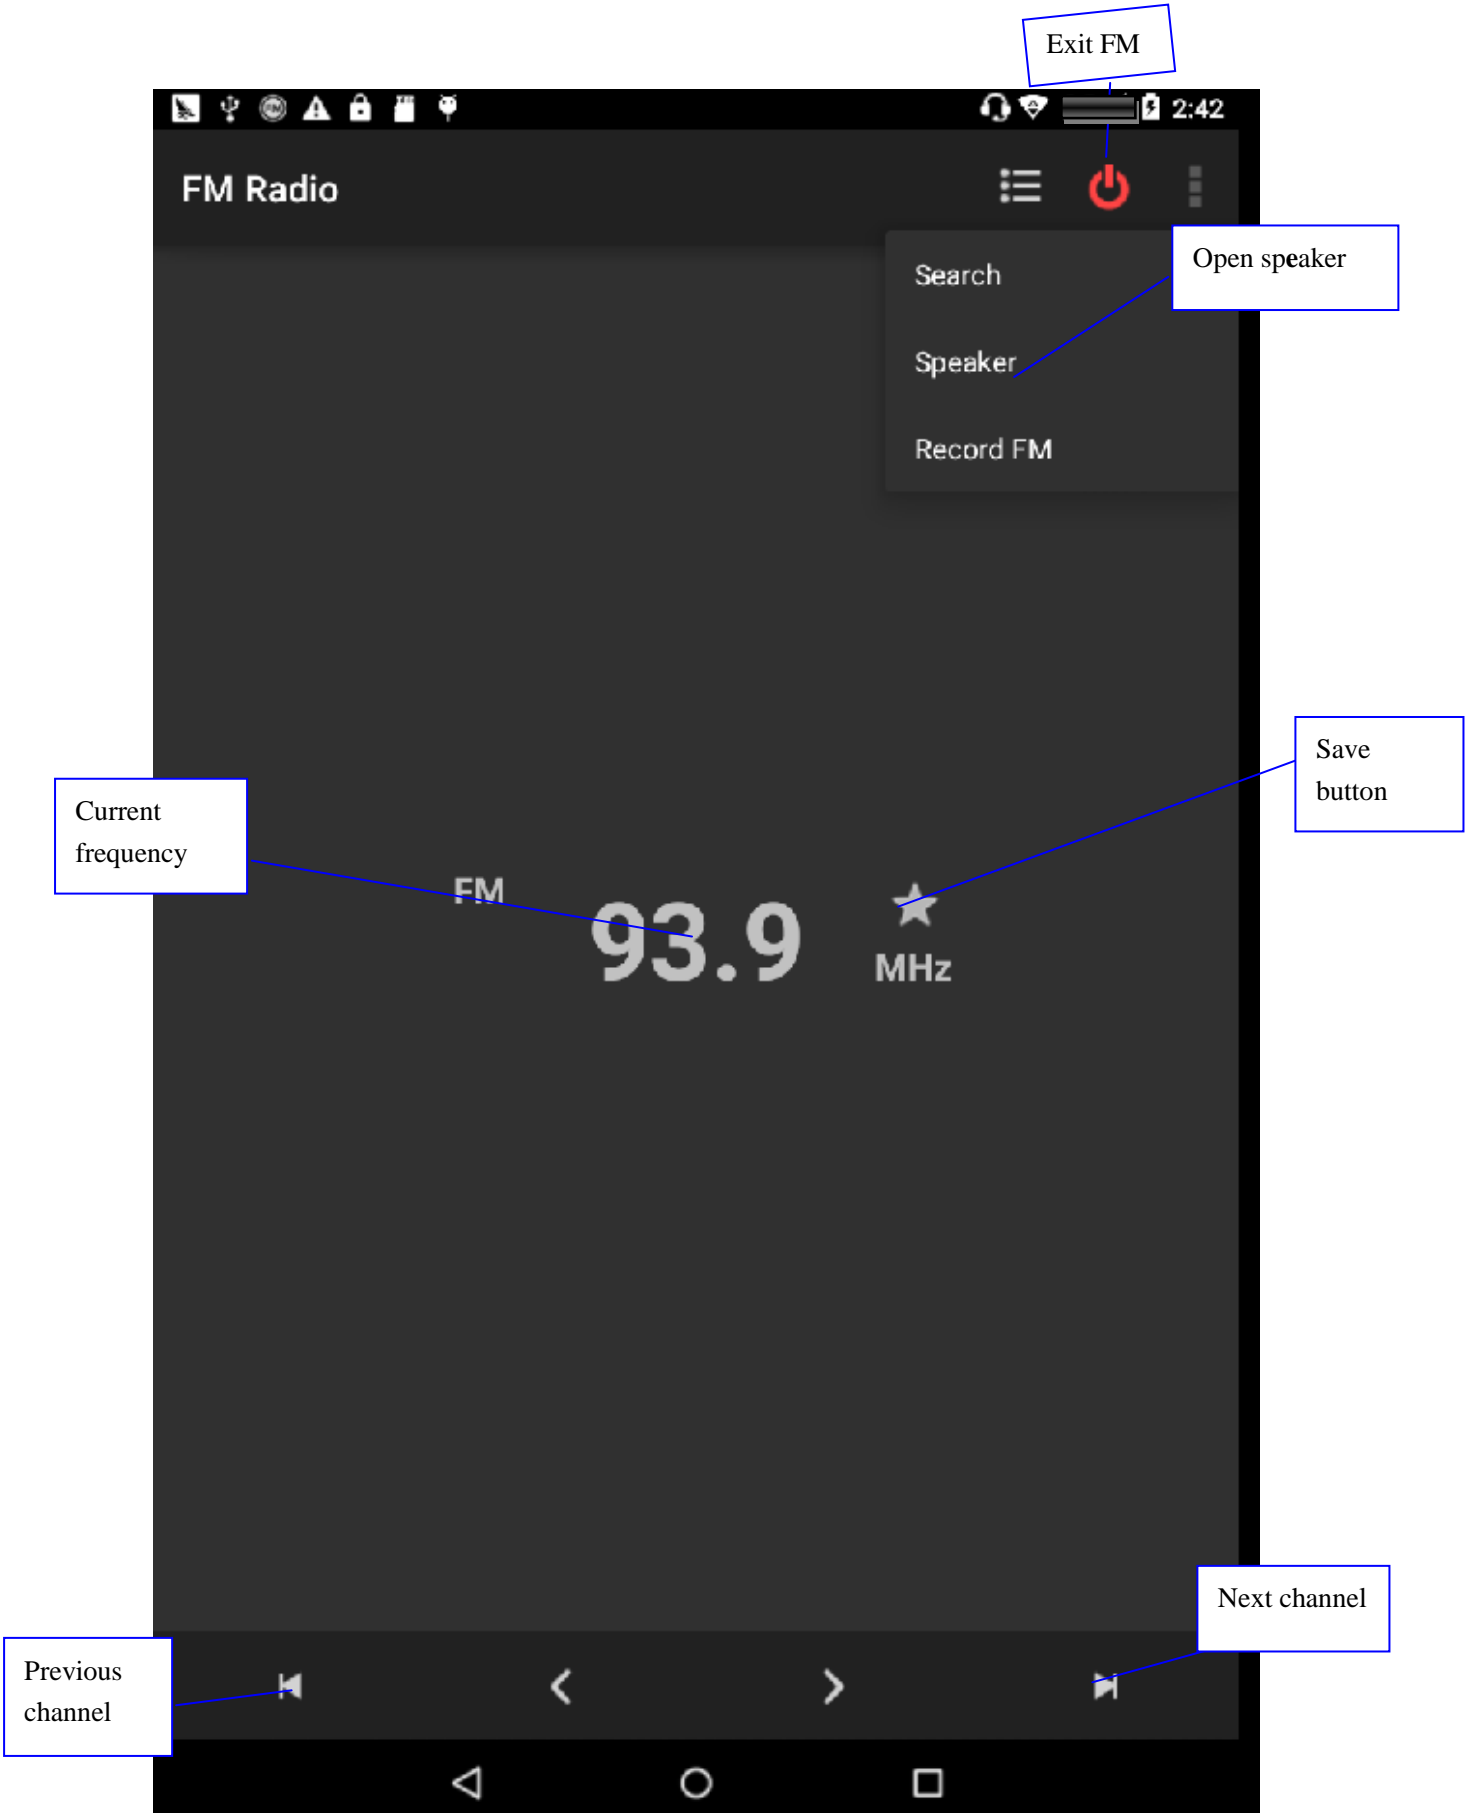 Exit FM
2:42
FM Radio
Open speaker
Search
Speaker
Record FM
Save
button
Current
frequency
FM
93.9
MHz
Next channel
Previous
channel